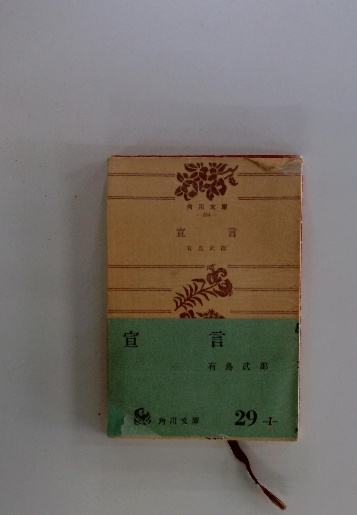 角川文庫
宣言
有島武郎
宣言
有島武郎
角川文庫 29-1-